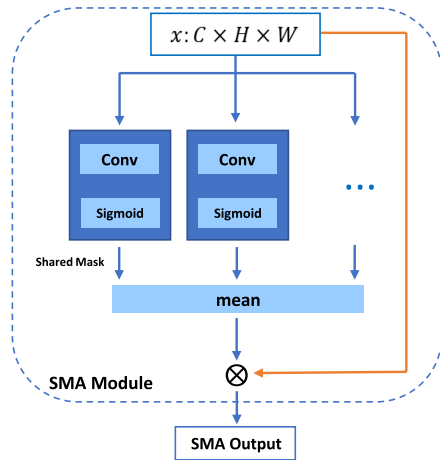 x: C × H × W
Conv
Conv
Sigmoid
Sigmoid
...
Shared Mask
mean
SMA Module
SMA Output